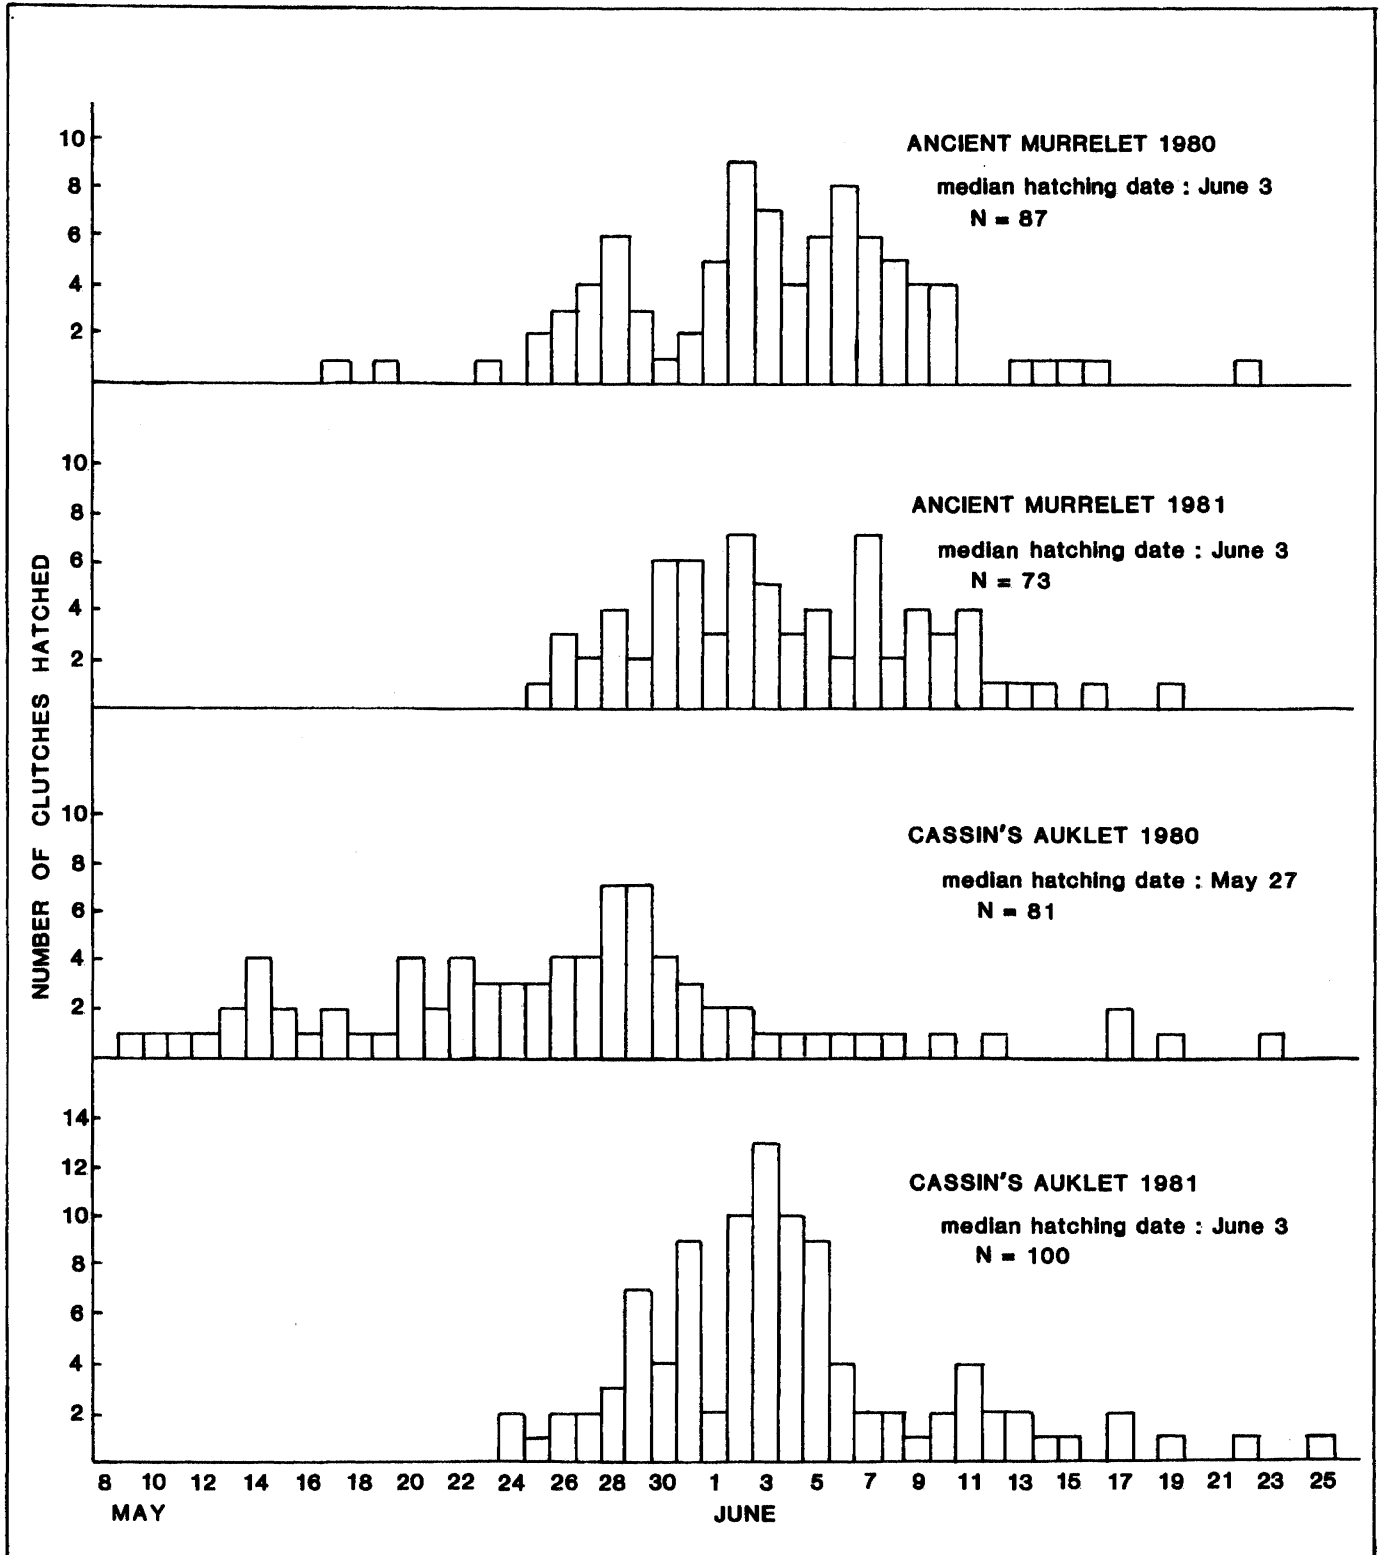 NUMBER OF CLUTCHES HATCHED
10
8
6
4
2
ANCIENT MURRELET 1980
median hatching date : June 3
N = 87
10
8
6
4
2
ANCIENT MURRELET 1981
median hatching date : June 3
N = 73
10
8
6
4
2
CASSIN'S AUKLET 1980
median hatching date : May 27
N = 81
14
12
10
8
6
4
2
CASSIN'S AUKLET 1981
median hatching date : June 3
N = 100
8 10 12 14 16 18 20 22 24 26 28 30 1 3 5 7 9 11 13 15 17 19 21 23 25
MAY JUNE